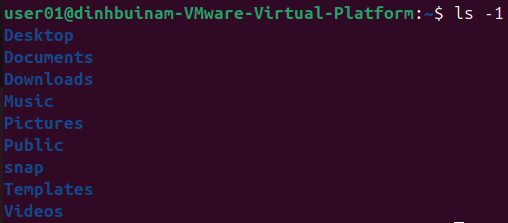 user01@dinhbuinam-VMware-Virtual-Platform:~$ ls -1
Desktop
Documents
Downloads
Music
Pictures
Public
snap
Templates
Videos